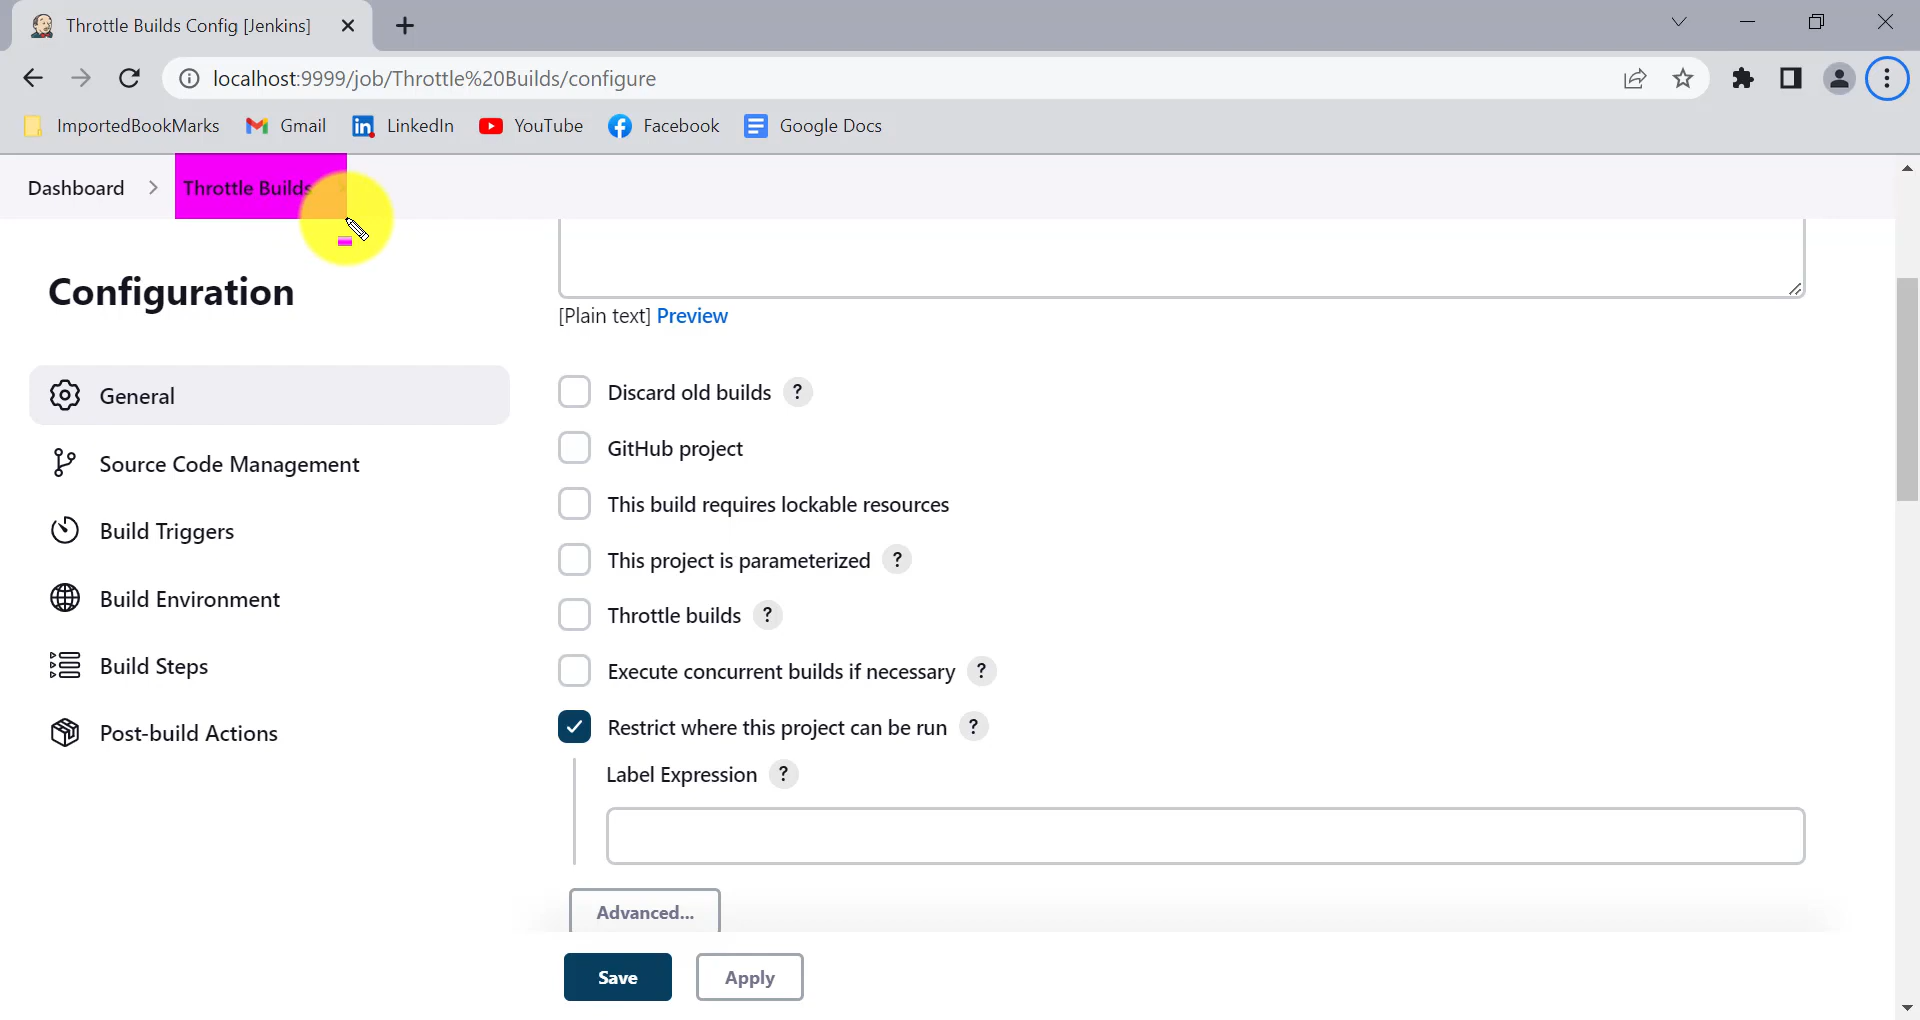 Throttle Builds Config [Jenkins]
localhost:9999/job/Throttle%20Builds/configure
ImportedBookMarks Gmail LinkedIn YouTube Facebook Google Docs
Dashboard Throttle Builds
Configuration
General
Source Code Management
Build Triggers
Build Environment
Build Steps
Post-build Actions
[Plain text] Preview
Discard old builds ?
GitHub project
This build requires lockable resources
This project is parameterized ?
Throttle builds ?
Execute concurrent builds if necessary ?
Restrict where this project can be run ?
Label Expression ?
Advanced...
Save Apply